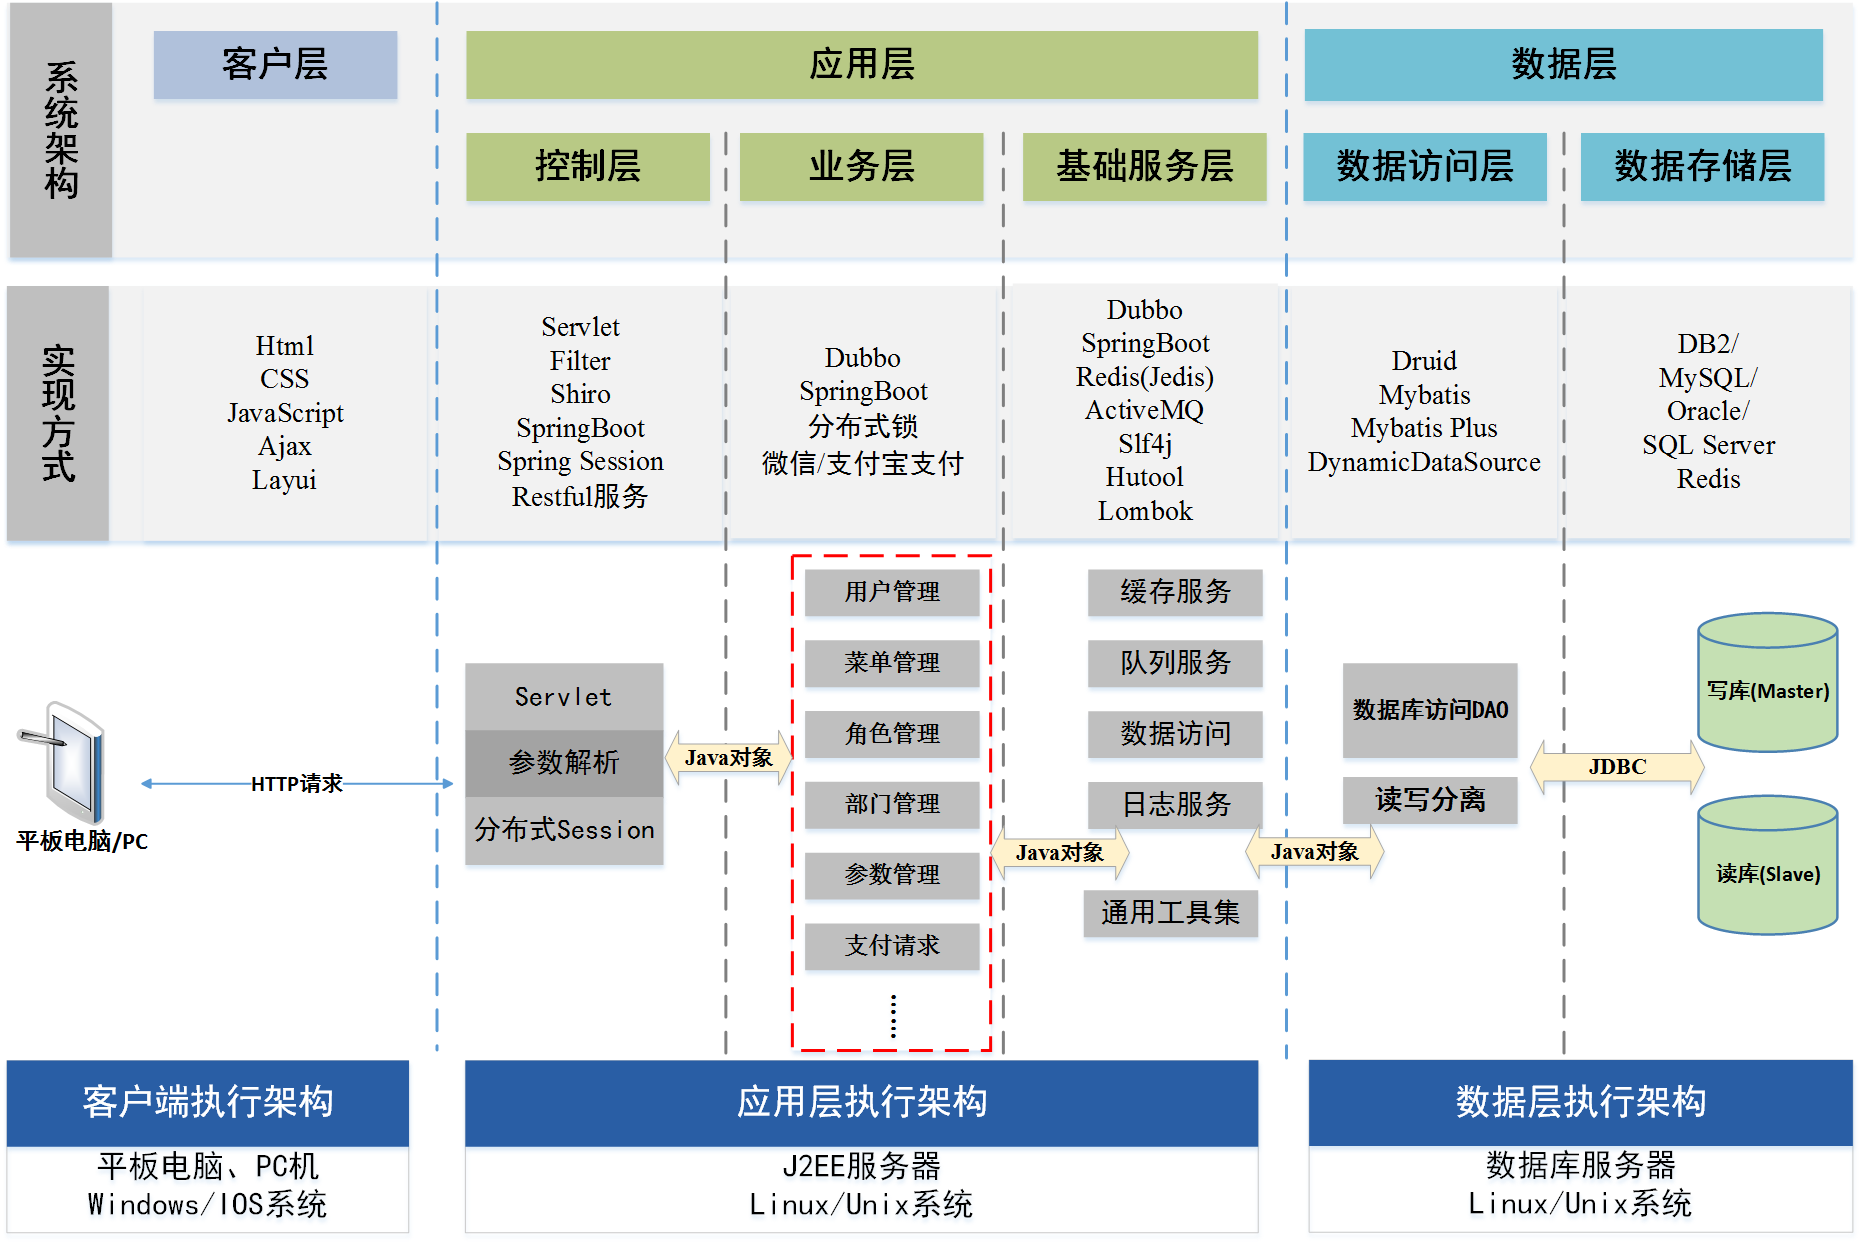 系统架构
客户层
应用层
数据层
控制层
业务层
基础服务层
数据访问层
数据存储层
实现方式
Html
CSS
JavaScript
Ajax
Layui
Servlet
Filter
Shiro
SpringBoot
Spring Session
Restful服务
Dubbo
SpringBoot
分布式锁
微信/支付宝支付
Dubbo
SpringBoot
Redis(Jedis)
ActiveMQ
Slf4j
Hutool
Lombok
Druid
Mybatis
Mybatis Plus
DynamicDataSource
DB2/
MySQL/
Oracle/
SQL Server
Redis
平板电脑/PC
HTTP请求
Servlet
参数解析
分布式Session
Java对象
用户管理
菜单管理
角色管理
部门管理
参数管理
支付请求
······
Java对象
缓存服务
队列服务
数据访问
日志服务
通用工具集
Java对象
数据库访问DAO
读写分离
JDBC
写库(Master)
读库(Slave)
客户端执行架构
平板电脑、PC机
Windows/IOS系统
应用层执行架构
J2EE服务器
Linux/Unix系统
数据层执行架构
数据库服务器
Linux/Unix系统